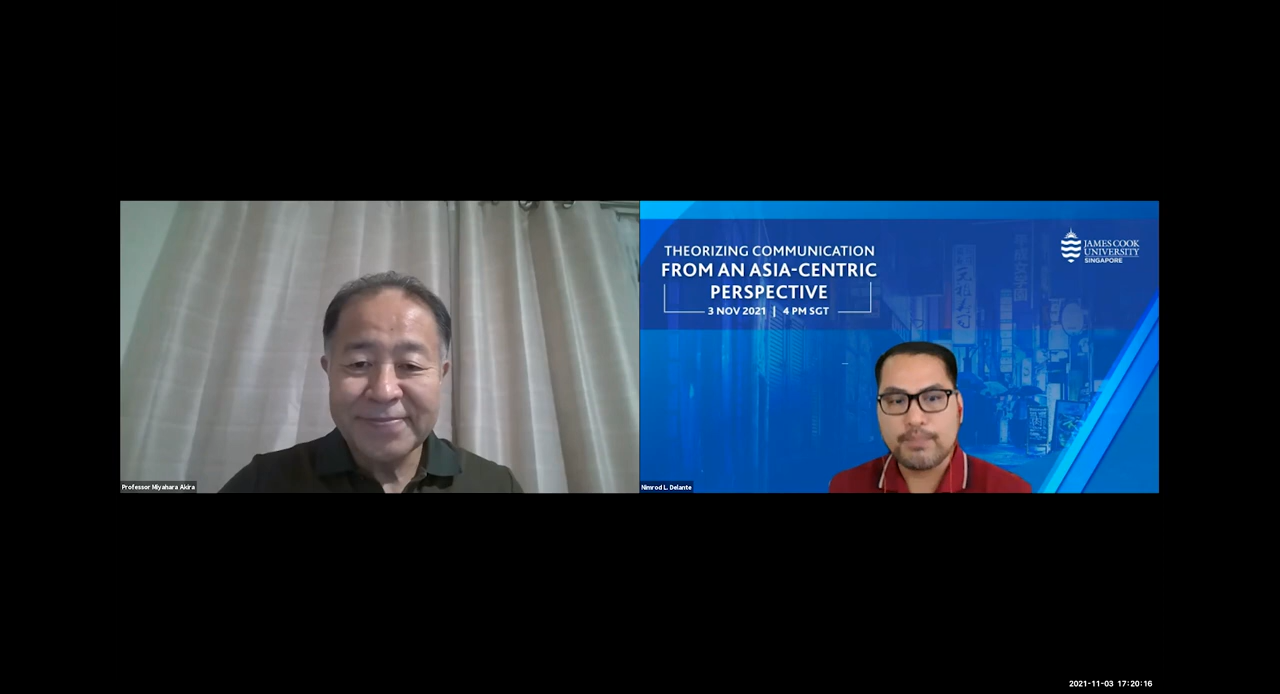 THEORIZING COMMUNICATION
FROM AN ASIA-CENTRIC
PERSPECTIVE
3 NOV 2021 | 4 PM SGT
JAMES COOK
UNIVERSITY
SINGAPORE
Professor Miyahara Akira
Nimrod L. Delante
2021-11-03 17:20:16